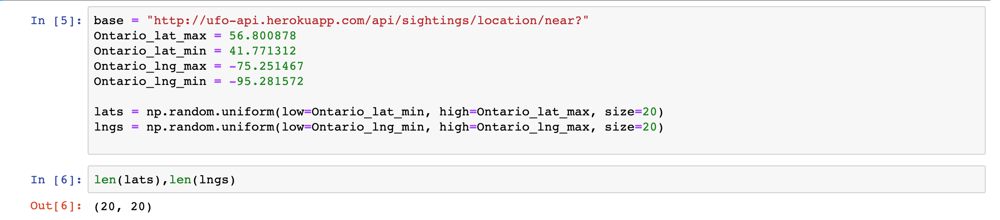 In [5]: base = "http://ufo-api.herokuapp.com/api/sightings/location/near?"
Ontario_lat_max = 56.800878
Ontario_lat_min = 41.771312
Ontario_lng_max = -75.251467
Ontario_lng_min = -95.281572
lats = np.random.uniform(low=Ontario_lat_min, high=Ontario_lat_max, size=20)
lngs = np.random.uniform(low=Ontario_lng_min, high=Ontario_lng_max, size=20)
In [6]: len(lats),len(lngs)
Out[6]: (20, 20)